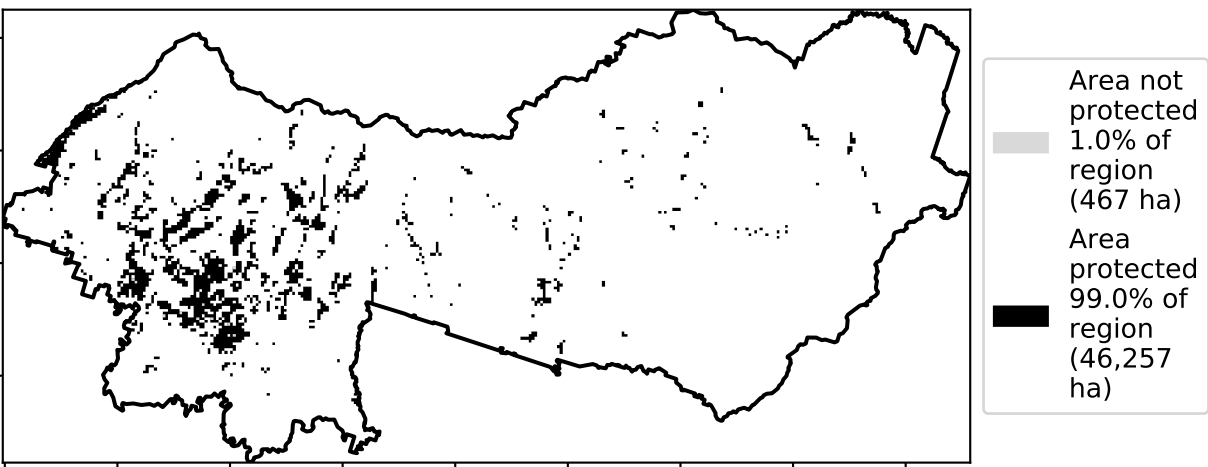 Area not
protected
1.0% of
region
(467 ha)
Area
protected
99.0% of
region
(46,257
ha)